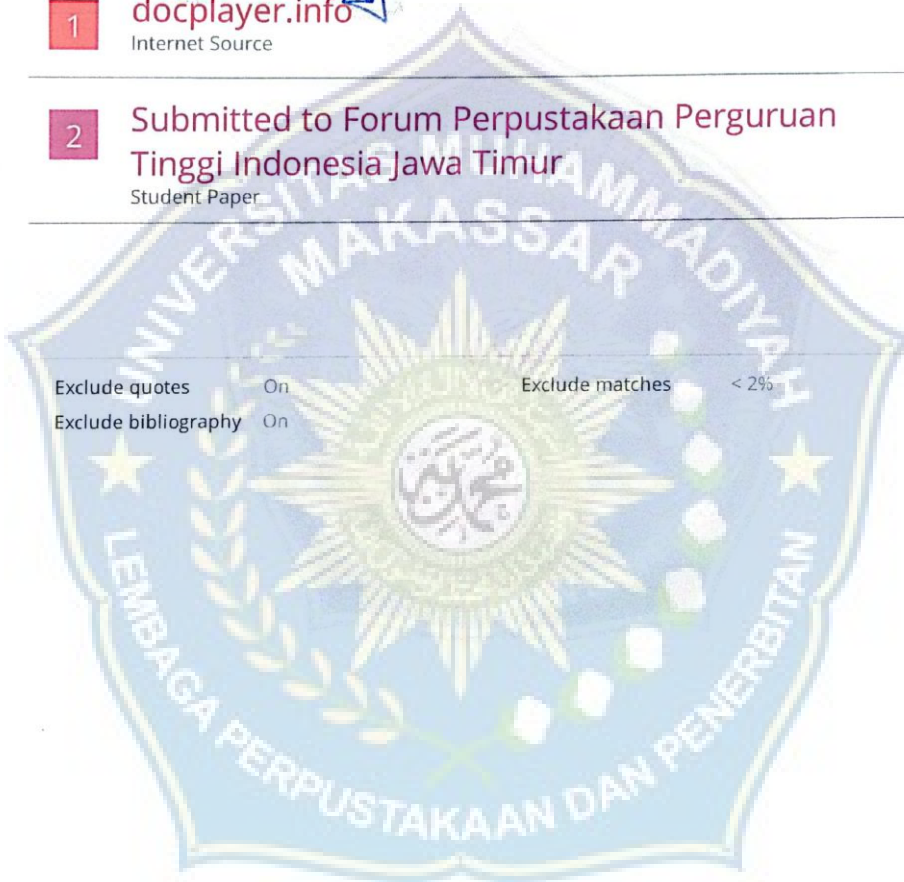 1
docplayer.info
Internet Source
2
Submitted to Forum Perpustakaan Perguruan
Tinggi Indonesia Jawa Timur
Student Paper
UNIVERSITAS MUHAMMADIYAH
MAKASSAR
Exclude quotes On
Exclude matches < 2%
Exclude bibliography On
LEMBAGA PERPUSTAKAAN DAN PENERBITAN